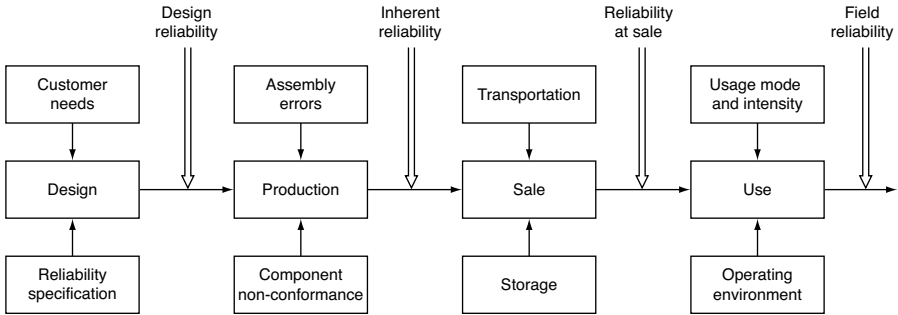 Design
reliability
Inherent
reliability
Reliability
at sale
Field
reliability
Customer
needs
Assembly
errors
Transportation
Usage mode
and intensity
Design
Production
Sale
Use
Reliability
specification
Component
non-conformance
Storage
Operating
environment